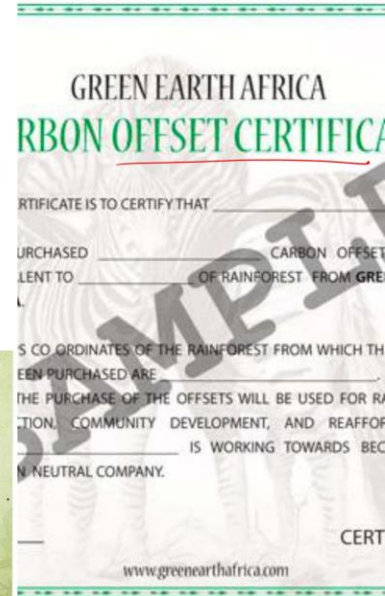 GREEN EARTH AFRICA
RBON OFFSET CERTIFICA
RTIFICATE IS TO CERTIFY THAT
URCHASED CARBON OFFSET
LENT TO OF RAINFOREST FROM GREE
A.
S CO ORDINATES OF THE RAINFOREST FROM WHICH TH
EEN PURCHASED ARE .
THE PURCHASE OF THE OFFSETS WILL BE USED FOR RA
CTION, COMMUNITY DEVELOPMENT, AND REAFFOR
IS WORKING TOWARDS BEC
N NEUTRAL COMPANY.
SAMPLE
CERT
www.greenearthafrica.com